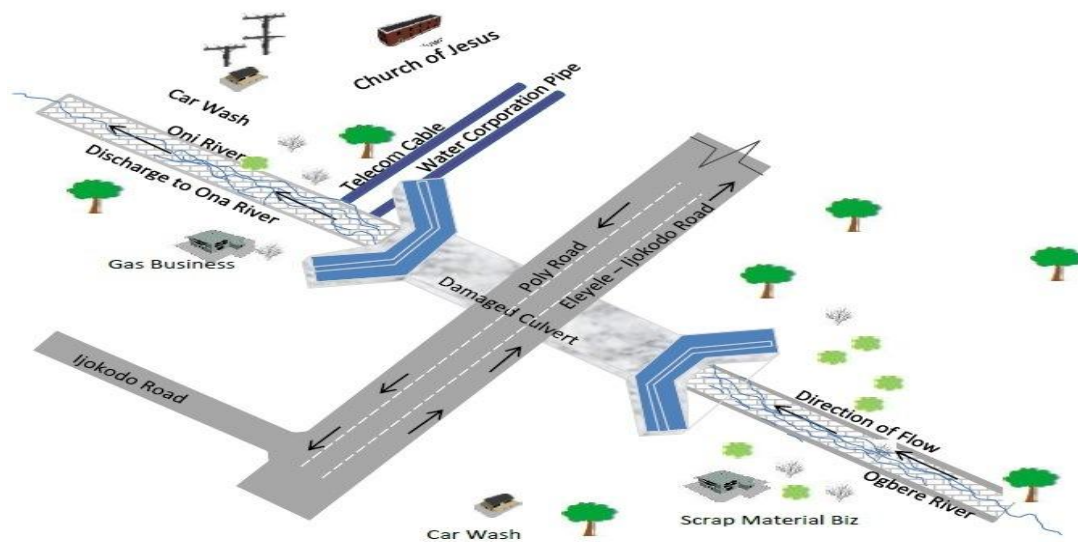 Church of Jesus
Car Wash
Oni River
Discharge to Ona River
Telecom Cable
Water Corporation Pipe
Gas Business
Poly Road
Eleyele – Ijokodo Road
Damaged Culvert
Ijokodo Road
Direction of Flow
Ogbere River
Scrap Material Biz
Car Wash